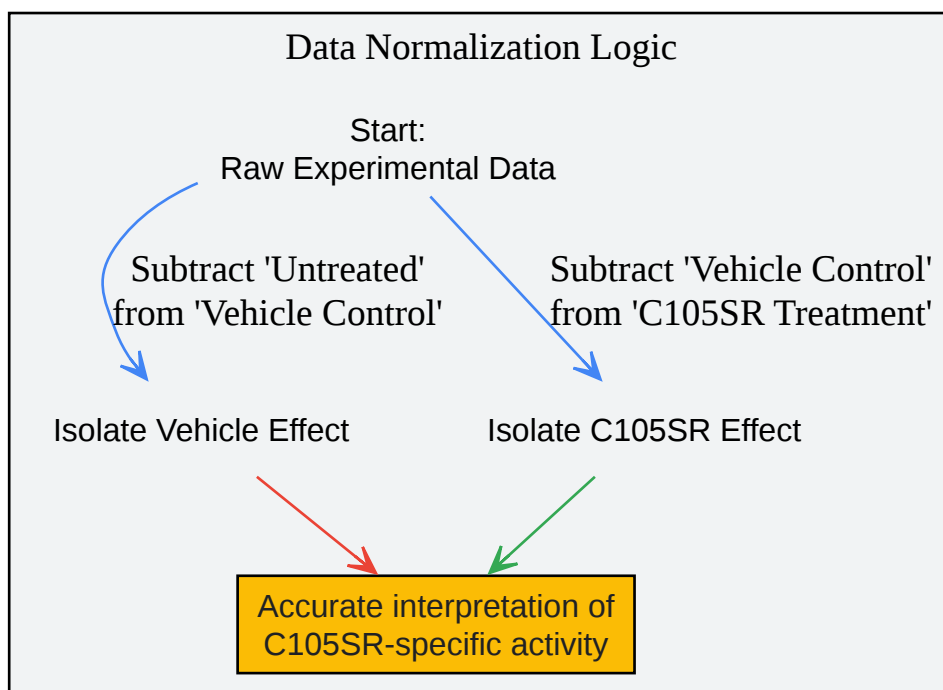 Data Normalization Logic
Start:
Raw Experimental Data
Subtract 'Untreated'
from 'Vehicle Control'
Subtract 'Vehicle Control'
from 'C105SR Treatment'
Isolate Vehicle Effect
Isolate C105SR Effect
Accurate interpretation of
C105SR-specific activity